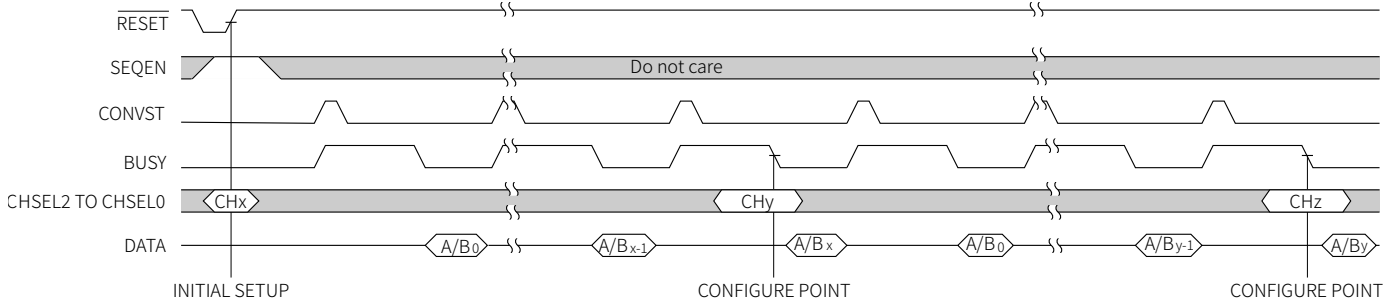 RESET
SEQEN
Do not care
CONVST
BUSY
CHSEL2 TO CHSEL0 CHx CHy CHz
DATA A/B0 A/Bx-1 A/Bx A/B0 A/By-1 A/By
INITIAL SETUP CONFIGURE POINT CONFIGURE POINT